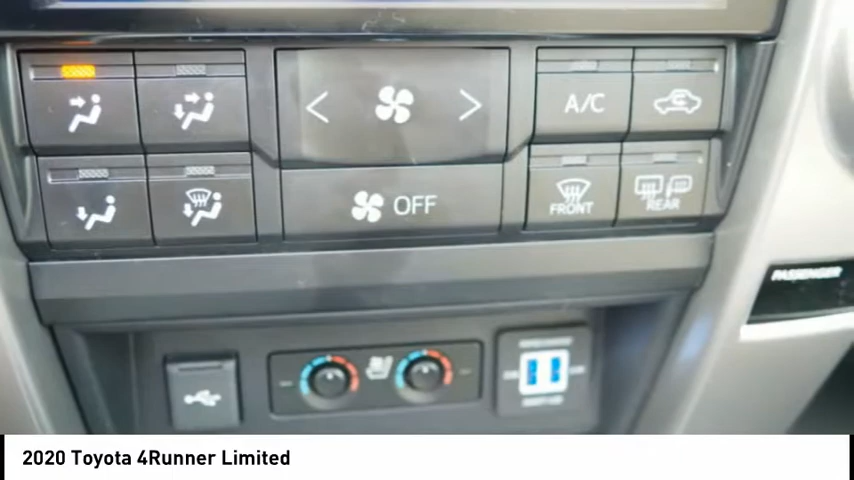 A/C
OFF
FRONT
REAR
PASSENGER
2020 Toyota 4Runner Limited